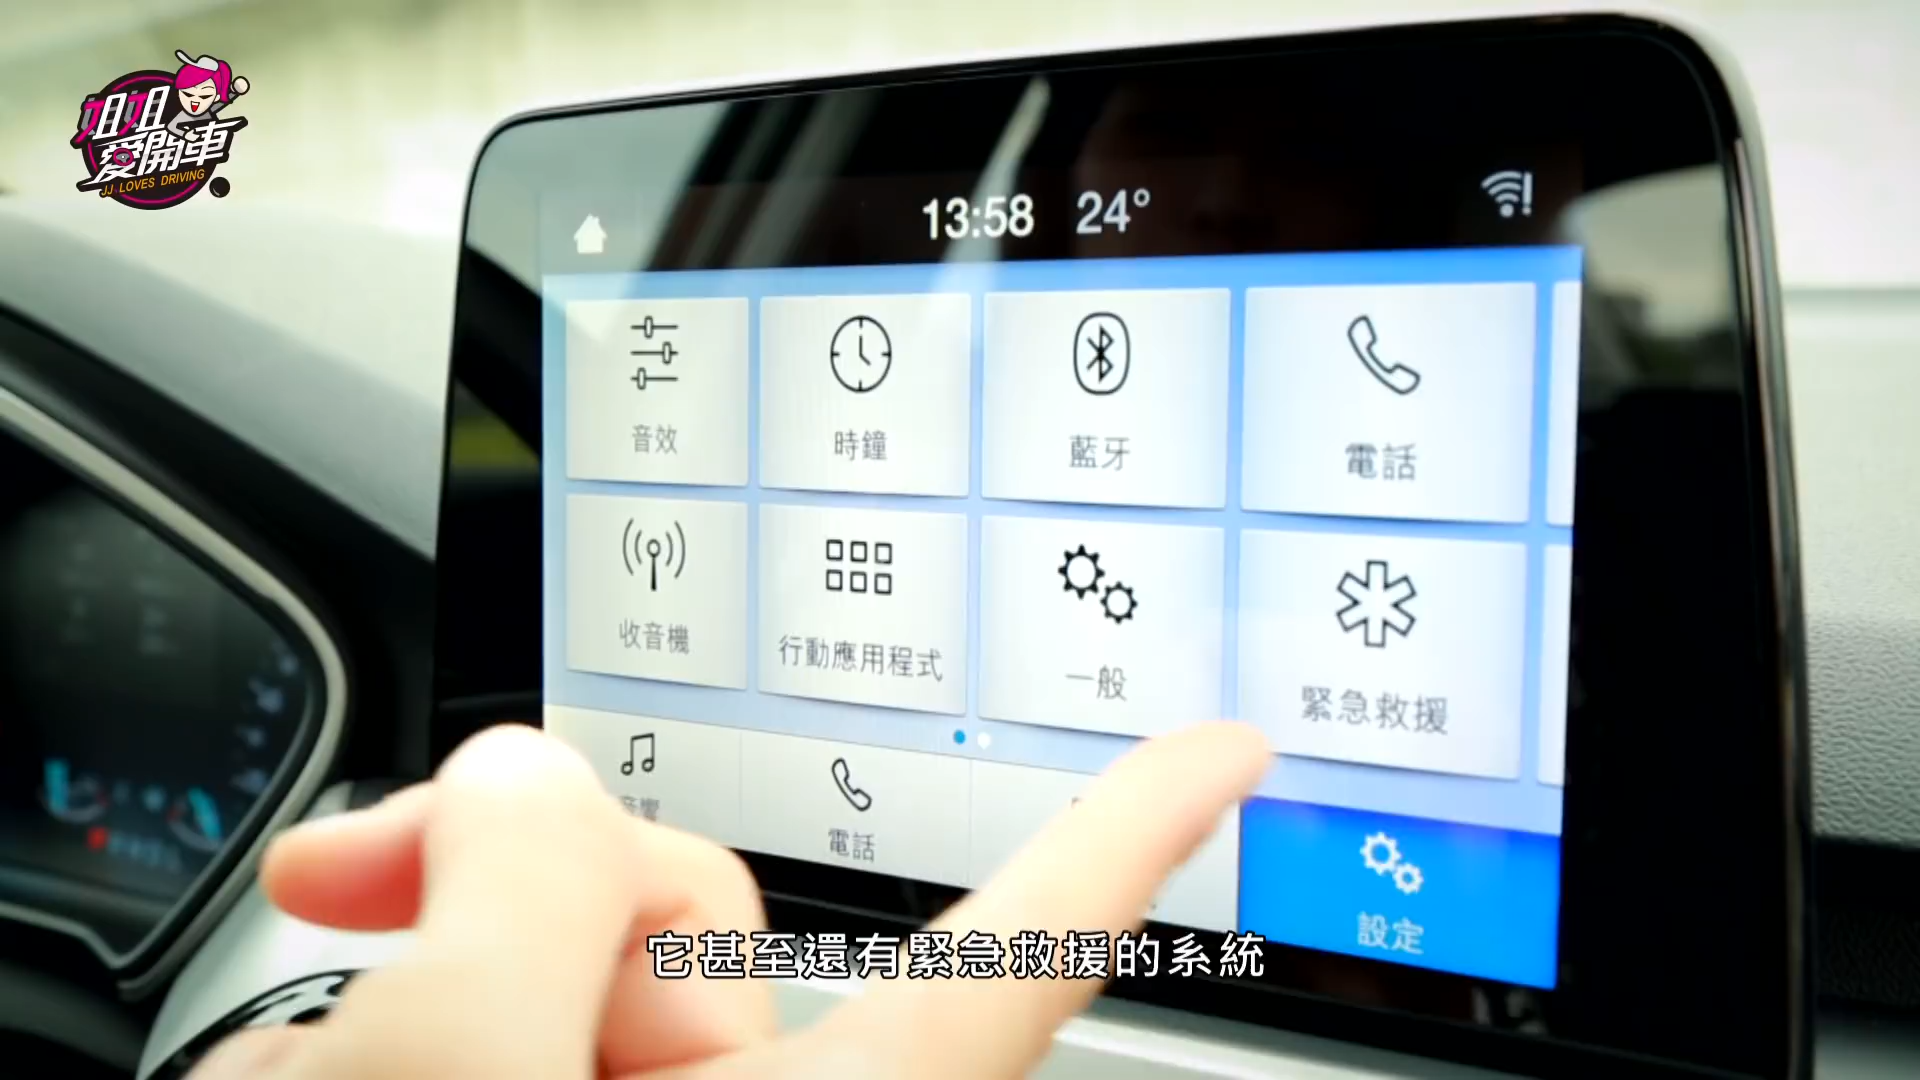 姐姐
愛開車
JJ LOVES DRIVING
13:58 24°
音效 時鐘 藍牙 電話
收音機 行動應用程式 一般 緊急救援
音響 電話 設定
它甚至還有緊急救援的系統